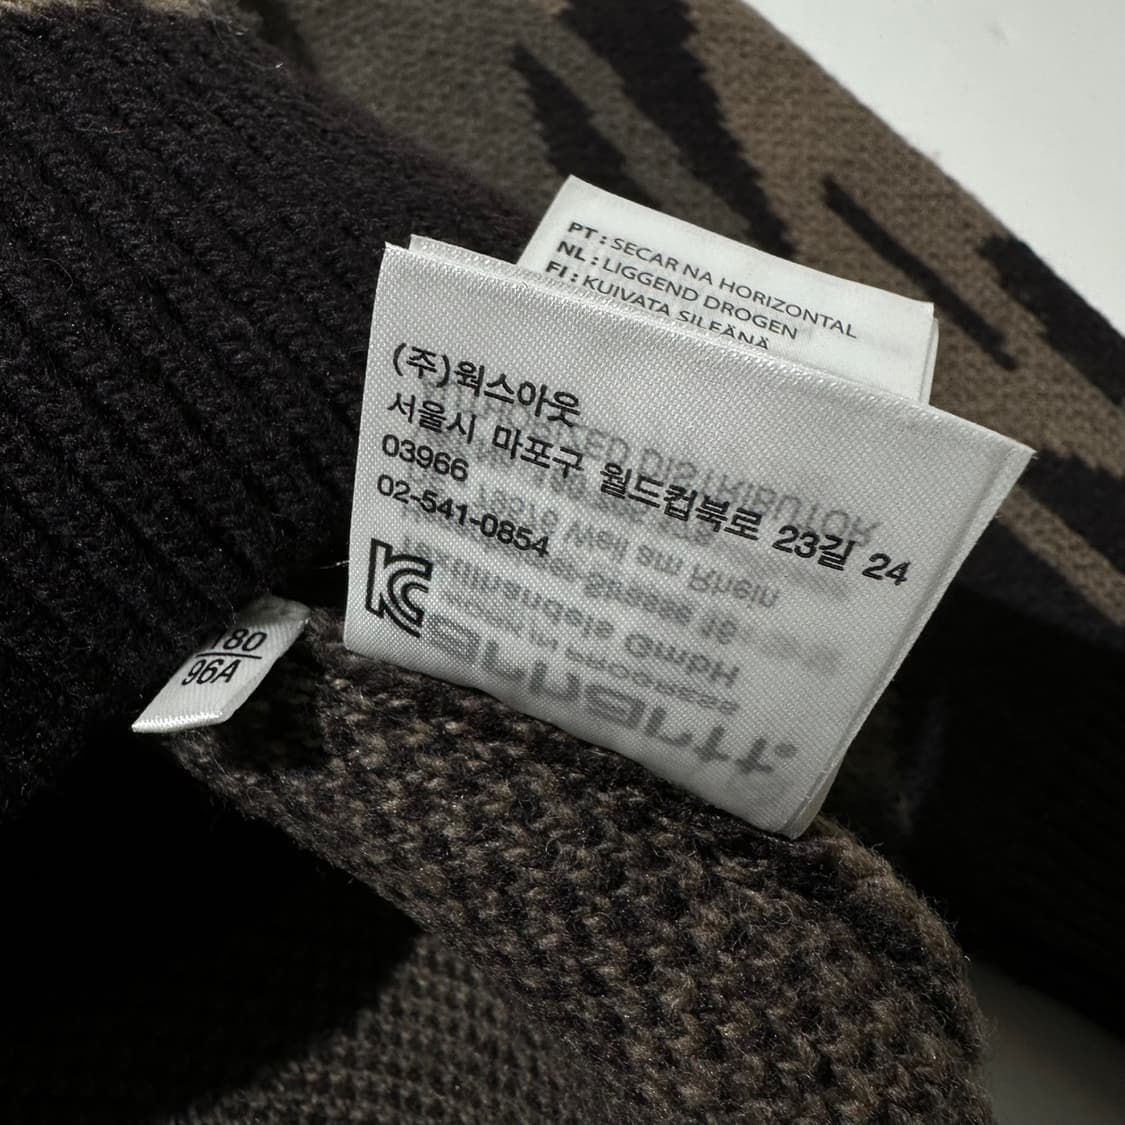 PT : SECAR NA HORIZONTAL
NL : LIGGEND DROGEN
FI : KUIVATA SILEÄNÄ
(주)웍스아웃
서울시 마포구 월드컵북로 23길 24
03966
02-541-0854
KC
180
96A